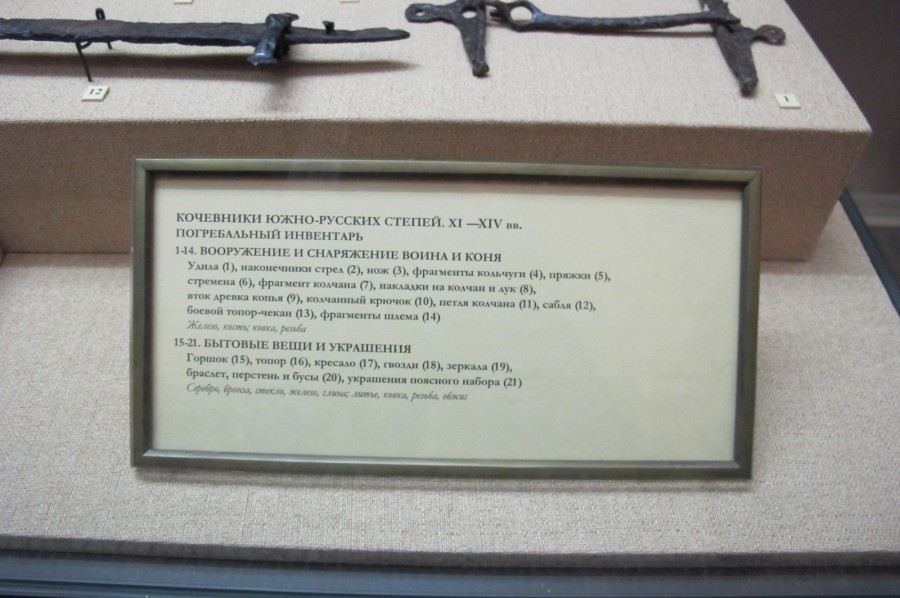 12
1
КОЧЕВНИКИ ЮЖНО-РУССКИХ СТЕПЕЙ. XI —XIV вв.
ПОГРЕБАЛЬНЫЙ ИНВЕНТАРЬ
1-14. ВООРУЖЕНИЕ И СНАРЯЖЕНИЕ ВОИНА И КОНЯ
Удила (1), наконечники стрел (2), нож (3), фрагменты кольчуги (4), пряжки (5),
стремена (6), фрагмент колчана (7), накладки на колчан и лук (8),
вток древка копья (9), колчанный крючок (10), петля колчана (11), сабля (12),
боевой топор-чекан (13), фрагменты шлема (14)
Железо, кость; ковка, резьба
15-21. БЫТОВЫЕ ВЕЩИ И УКРАШЕНИЯ
Горшок (15), топор (16), кресало (17), гвозди (18), зеркала (19),
браслет, перстень и бусы (20), украшения поясного набора (21)
Серебро, бронза, стекло, железо, глина; литье, ковка, резьба, обжиг